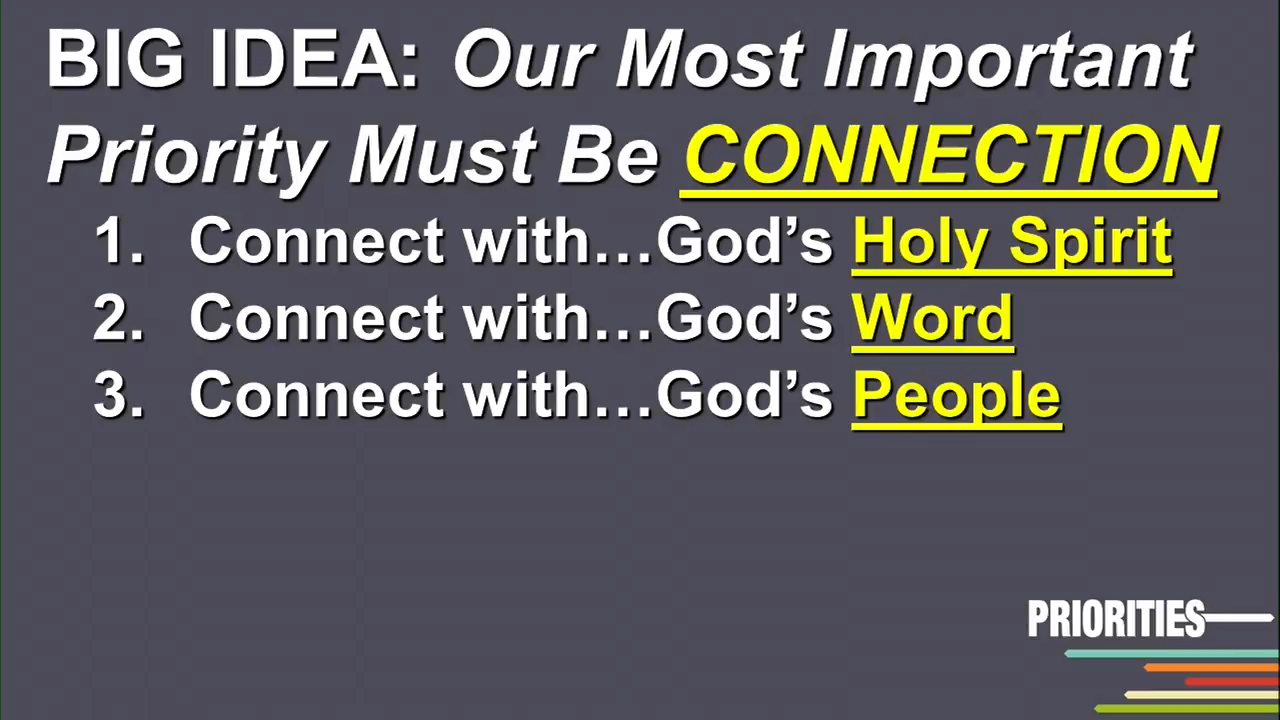 BIG IDEA: Our Most Important
Priority Must Be CONNECTION
1. Connect with…God’s Holy Spirit
2. Connect with…God’s Word
3. Connect with…God’s People
PRIORITIES